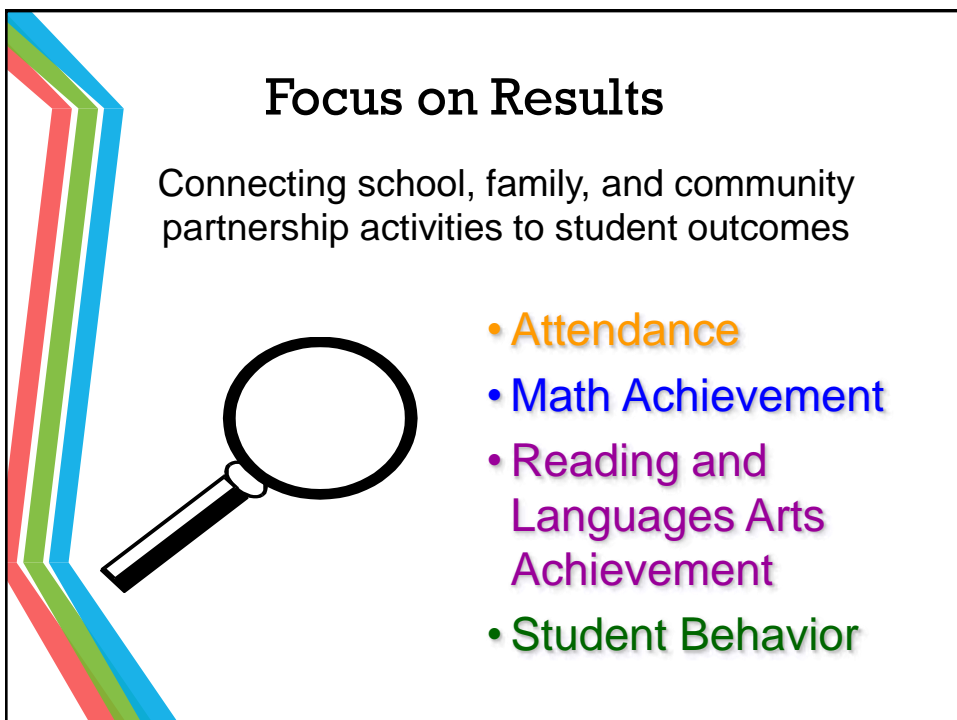 Focus on Results
Connecting school, family, and community
partnership activities to student outcomes
• Attendance
• Math Achievement
• Reading and
Languages Arts
Achievement
• Student Behavior